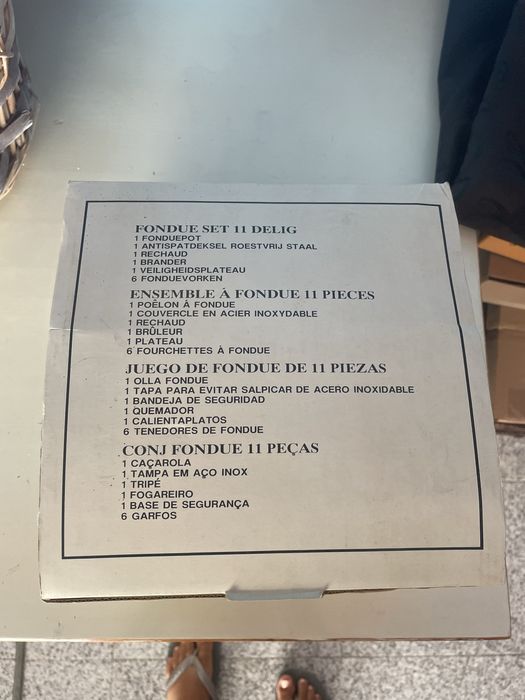 FONDUE SET 11 DELIG
1 FONDUEPOT
1 ANTISPATDEKSEL ROESTVRIJ STAAL
1 RECHAUD
1 BRANDER
1 VEILIGHEIDSPLATEAU
6 FONDUEVORKEN
ENSEMBLE À FONDUE 11 PIECES
1 POÊLON À FONDUE
1 COUVERCLE EN ACIER INOXYDABLE
1 RECHAUD
1 BRÛLEUR
1 PLATEAU
6 FOURCHETTES À FONDUE
JUEGO DE FONDUE DE 11 PIEZAS
1 OLLA FONDUE
1 TAPA PARA EVITAR SALPICAR DE ACERO INOXIDABLE
1 BANDEJA DE SEGURIDAD
1 QUEMADOR
1 CALIENTAPLATOS
6 TENEDORES DE FONDUE
CONJ FONDUE 11 PEÇAS
1 CAÇAROLA
1 TAMPA EM AÇO INOX
1 TRIPÉ
1 FOGAREIRO
1 BASE DE SEGURANÇA
6 GARFOS